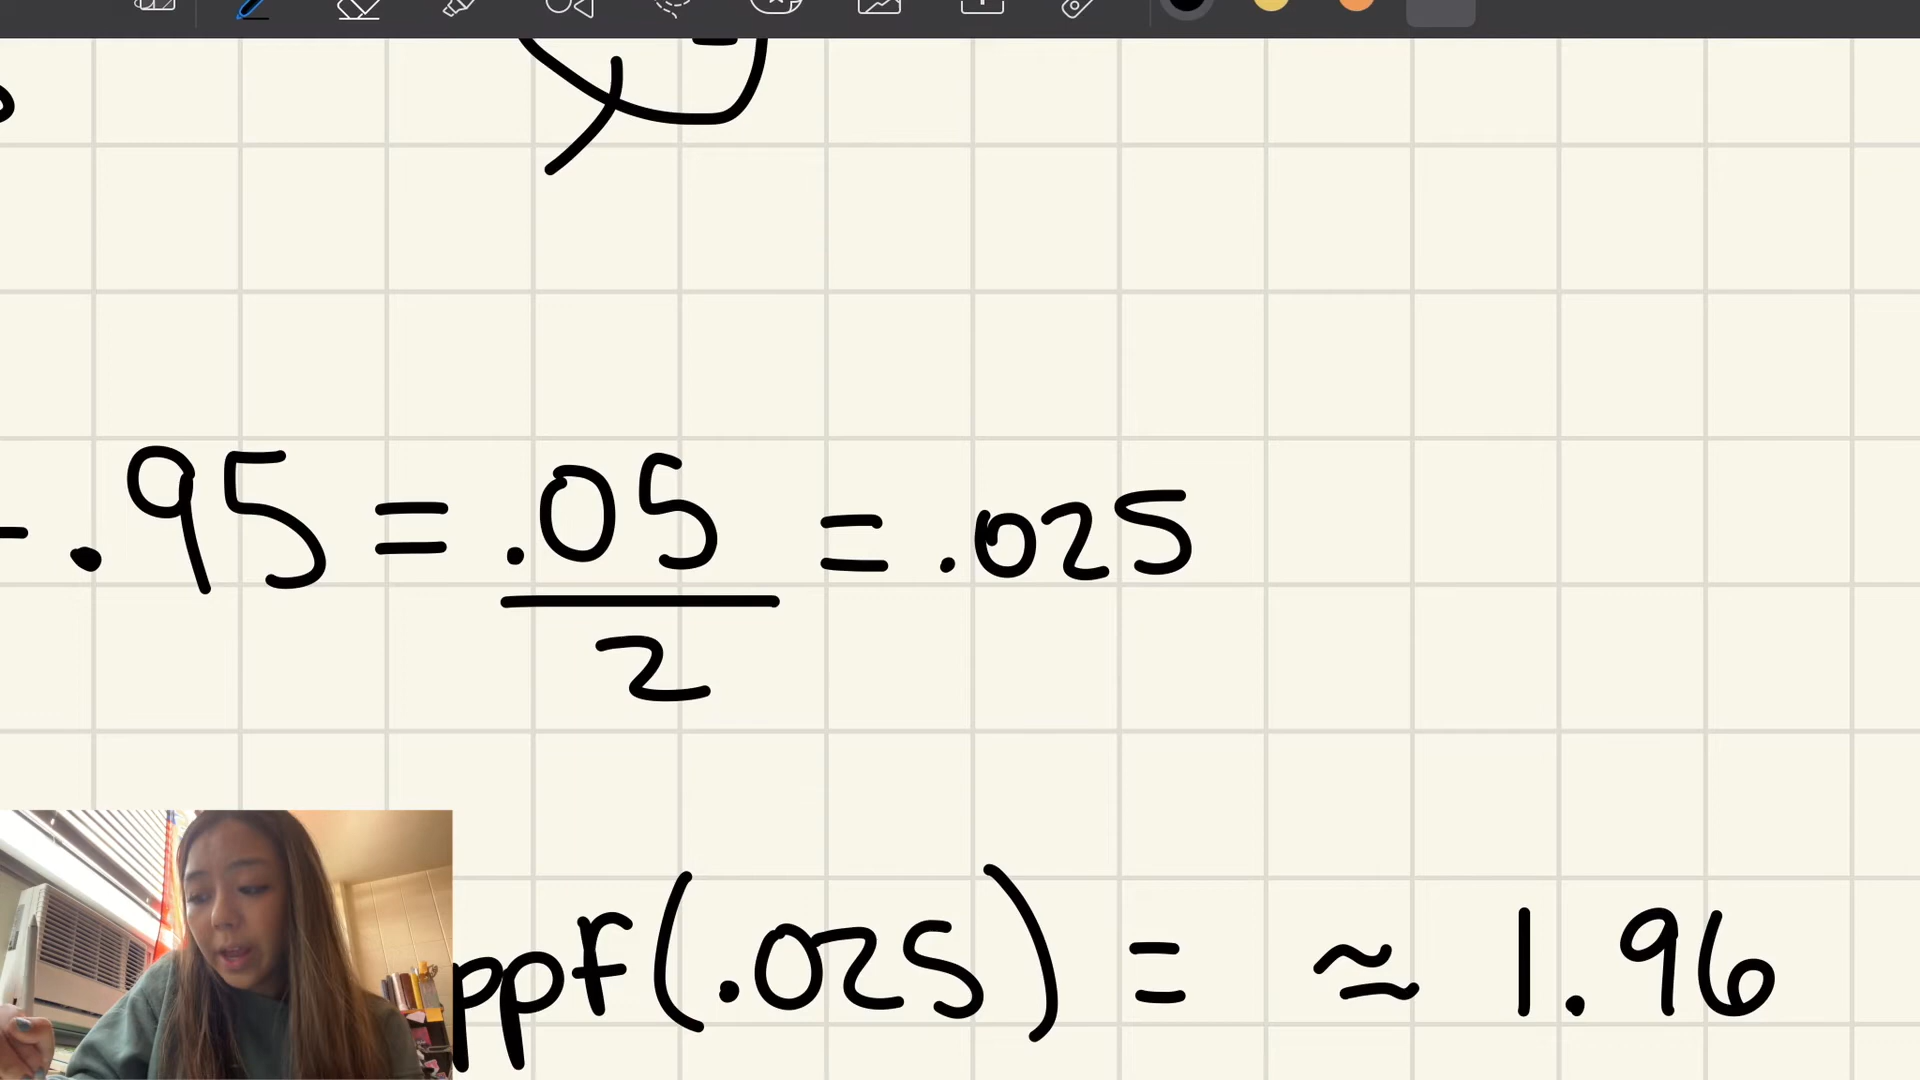 - .95 = .05 / 2 = .025
ppf(.025) = ≈ 1.96